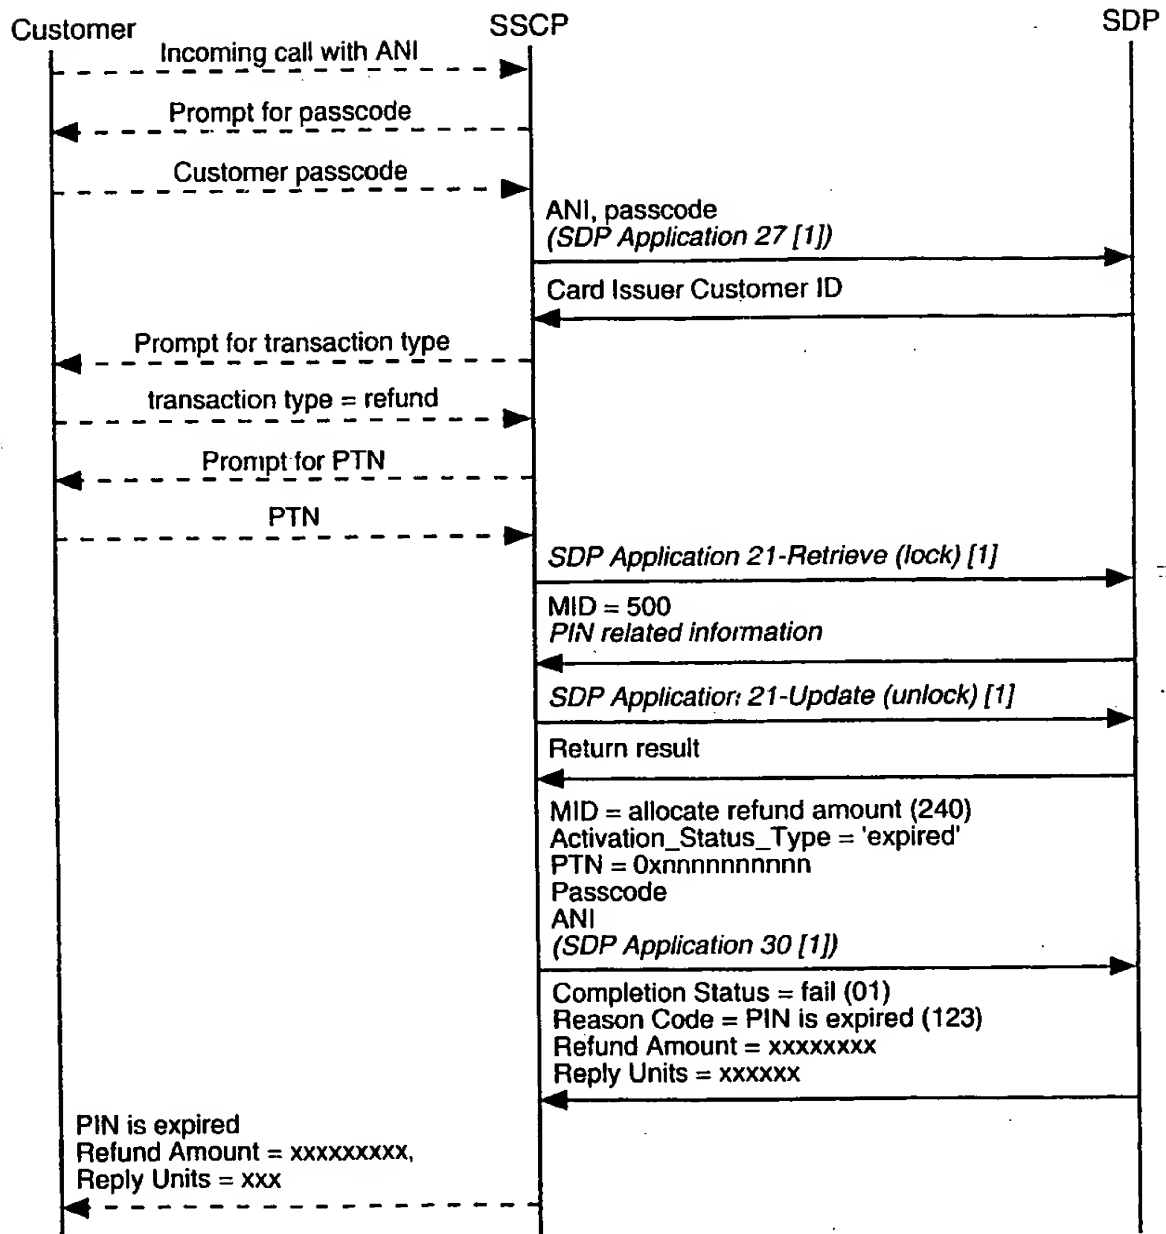 Customer
SSCP
SDP
Incoming call with ANI
Prompt for passcode
Customer passcode
ANI, passcode
(SDP Application 27 [1])
Card Issuer Customer ID
Prompt for transaction type
transaction type = refund
Prompt for PTN
PTN
SDP Application 21-Retrieve (lock) [1]
MID = 500
PIN related information
SDP Application 21-Update (unlock) [1]
Return result
MID = allocate refund amount (240)
Activation_Status_Type = 'expired'
PTN = 0xnnnnnnnnnnn
Passcode
ANI
(SDP Application 30 [1])
Completion Status = fail (01)
Reason Code = PIN is expired (123)
Refund Amount = xxxxxxxx
Reply Units = xxxxxx
PIN is expired
Refund Amount = xxxxxxxxx,
Reply Units = xxx